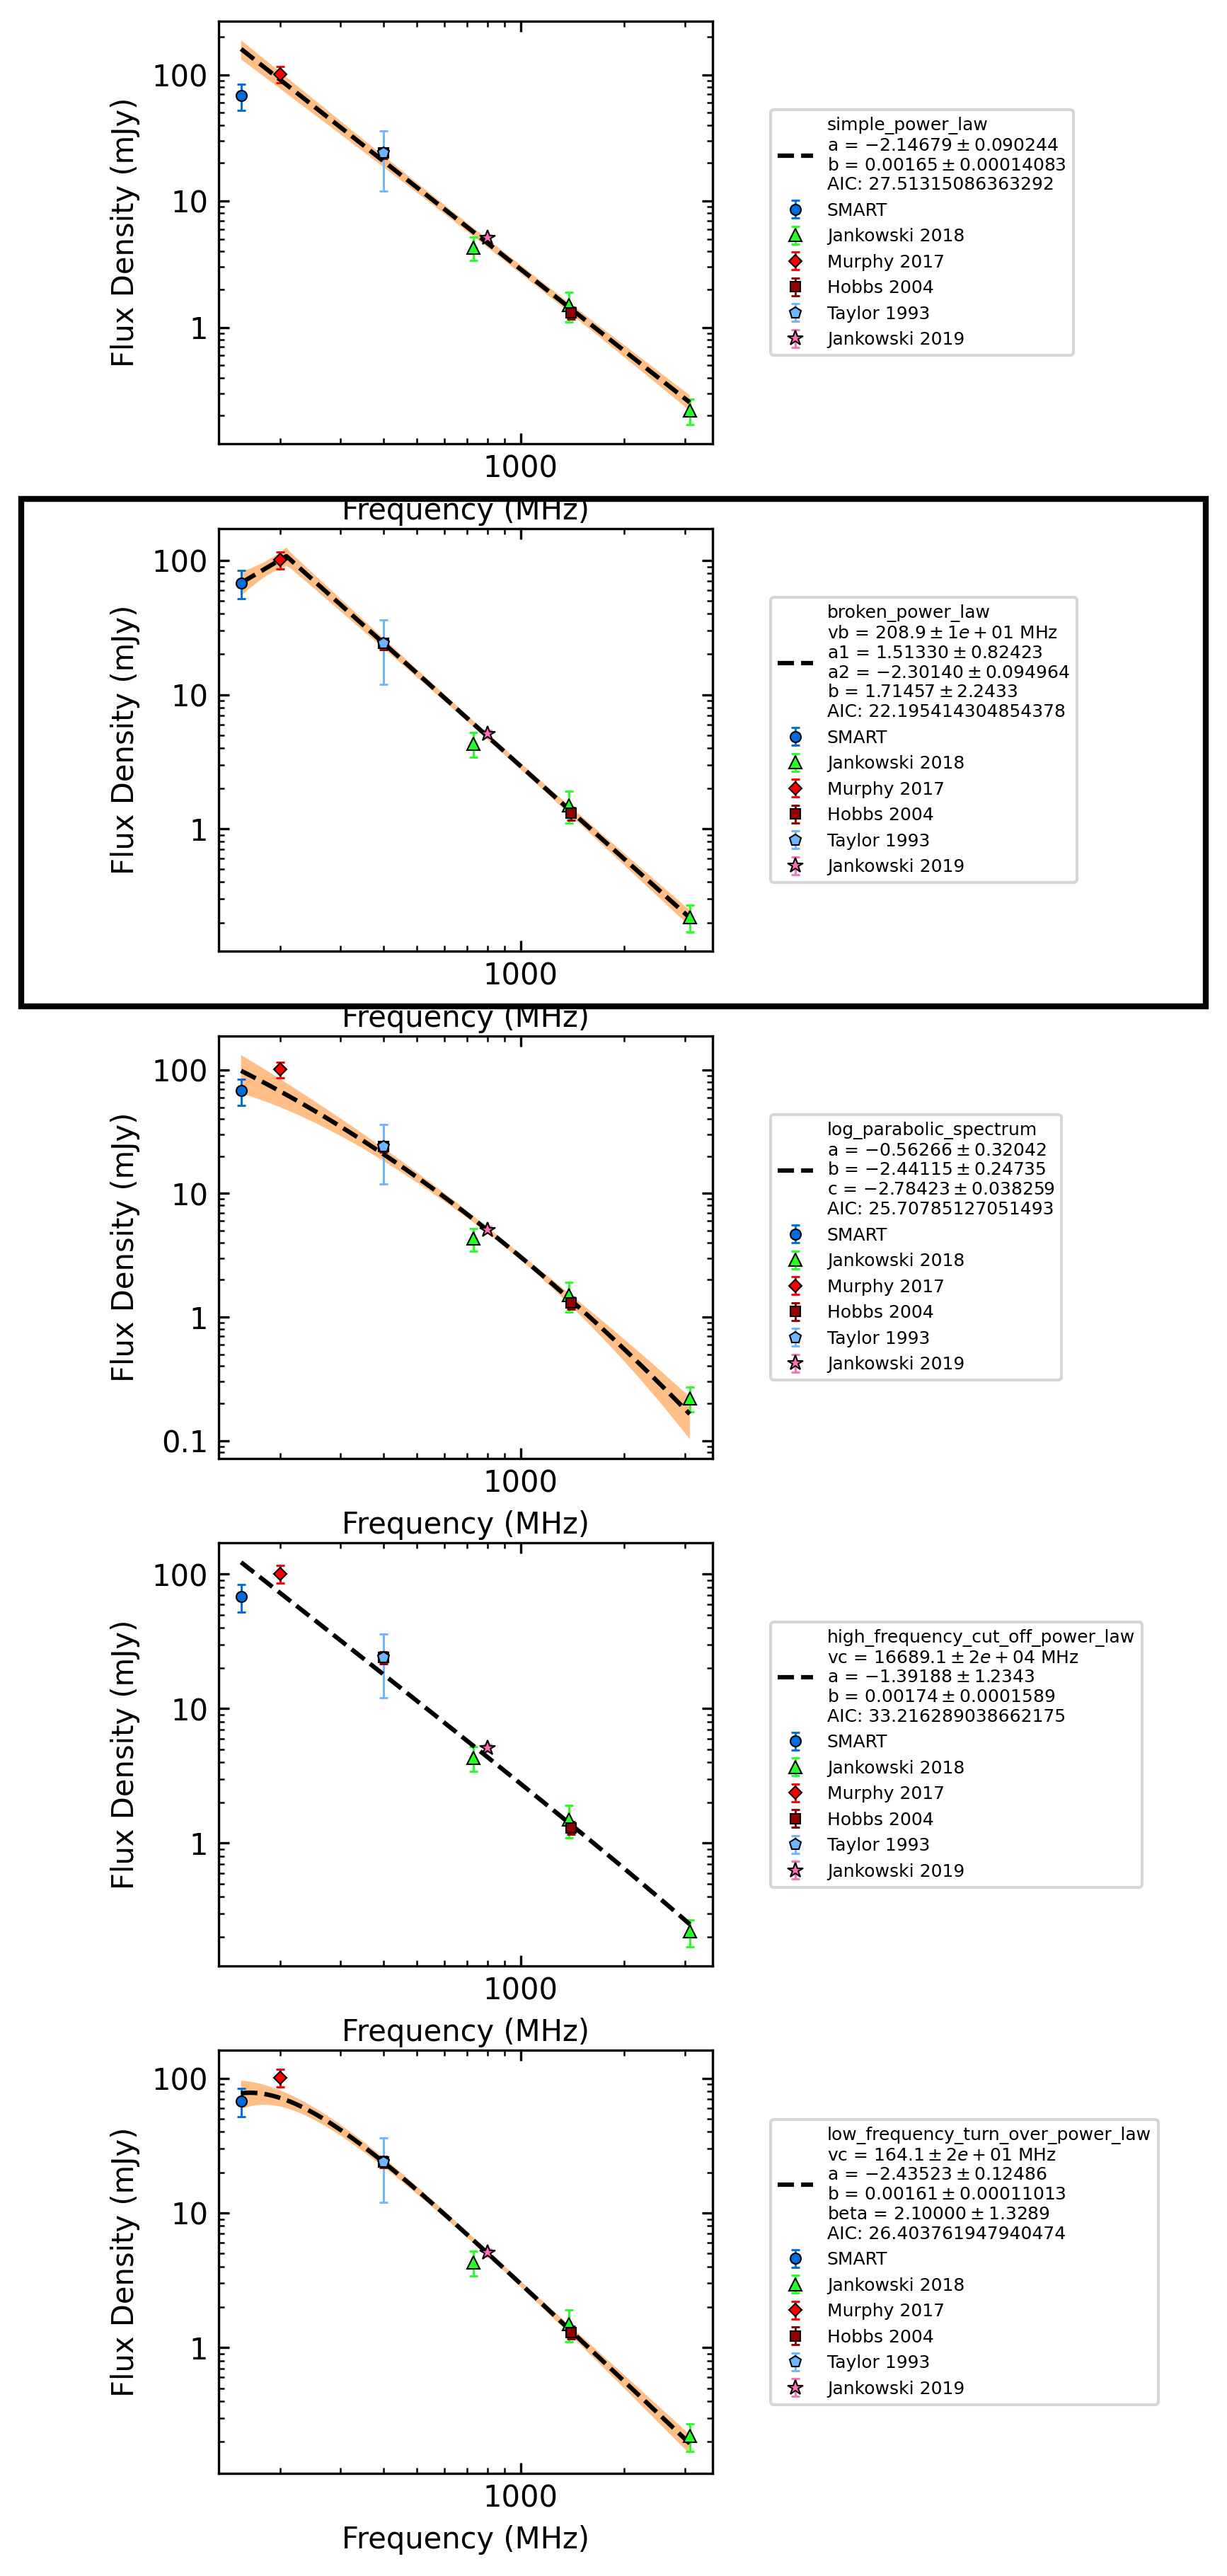 100
10
1
Flux Density (mJy)
1000
Frequency (MHz)
simple_power_law
a = −2.14679 ± 0.090244
b = 0.00165 ± 0.00014083
AIC: 27.51315086363292
SMART
Jankowski 2018
Murphy 2017
Hobbs 2004
Taylor 1993
Jankowski 2019
100
10
1
Flux Density (mJy)
1000
Frequency (MHz)
broken_power_law
vb = 208.9 ± 1e + 01 MHz
a1 = 1.51330 ± 0.82423
a2 = −2.30140 ± 0.094964
b = 1.71457 ± 2.2433
AIC: 22.195414304854378
SMART
Jankowski 2018
Murphy 2017
Hobbs 2004
Taylor 1993
Jankowski 2019
100
10
1
0.1
Flux Density (mJy)
1000
Frequency (MHz)
log_parabolic_spectrum
a = −0.56266 ± 0.32042
b = −2.44115 ± 0.24735
c = −2.78423 ± 0.038259
AIC: 25.70785127051493
SMART
Jankowski 2018
Murphy 2017
Hobbs 2004
Taylor 1993
Jankowski 2019
100
10
1
Flux Density (mJy)
1000
Frequency (MHz)
high_frequency_cut_off_power_law
vc = 16689.1 ± 2e + 04 MHz
a = −1.39188 ± 1.2343
b = 0.00174 ± 0.0001589
AIC: 33.216289038662175
SMART
Jankowski 2018
Murphy 2017
Hobbs 2004
Taylor 1993
Jankowski 2019
100
10
1
Flux Density (mJy)
1000
Frequency (MHz)
low_frequency_turn_over_power_law
vc = 164.1 ± 2e + 01 MHz
a = −2.43523 ± 0.12486
b = 0.00161 ± 0.00011013
beta = 2.10000 ± 1.3289
AIC: 26.403761947940474
SMART
Jankowski 2018
Murphy 2017
Hobbs 2004
Taylor 1993
Jankowski 2019